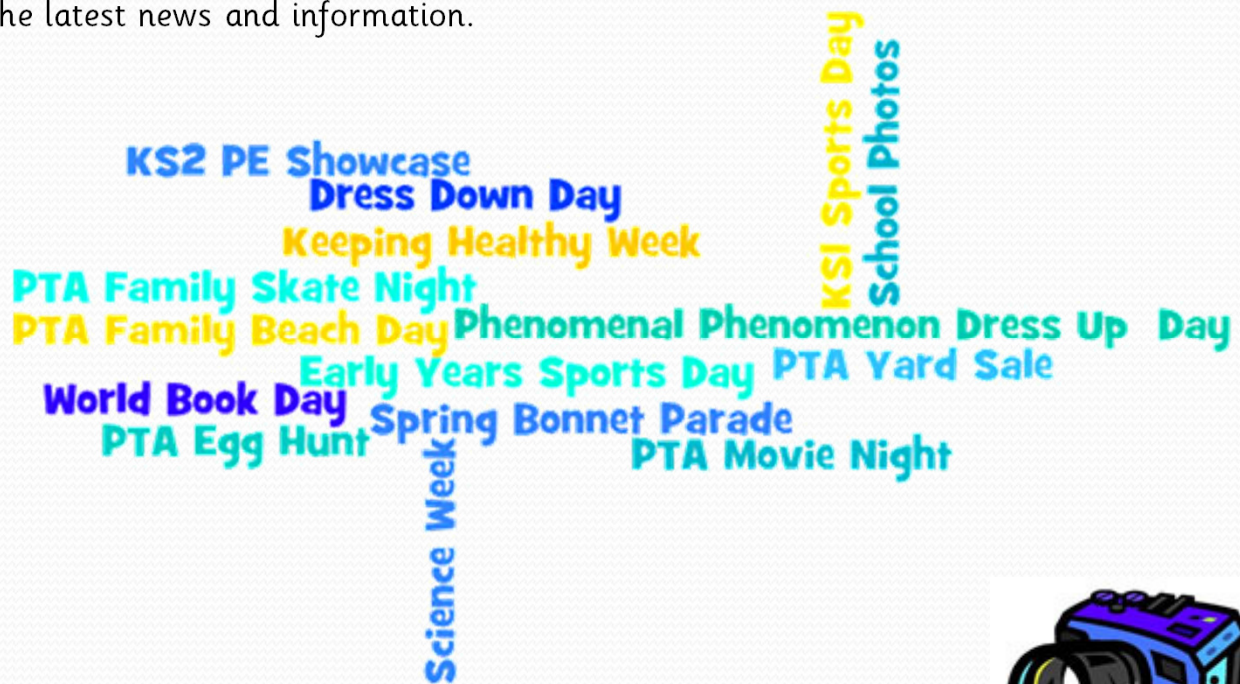 he latest news and information.
KS1 Sports Day
School Photos
KS2 PE Showcase
Dress Down Day
Keeping Healthy Week
PTA Family Skate Night
PTA Family Beach Day
Phenomenal Phenomenon Dress Up Day
Early Years Sports Day
PTA Yard Sale
World Book Day
Spring Bonnet Parade
PTA Egg Hunt
PTA Movie Night
Science Week